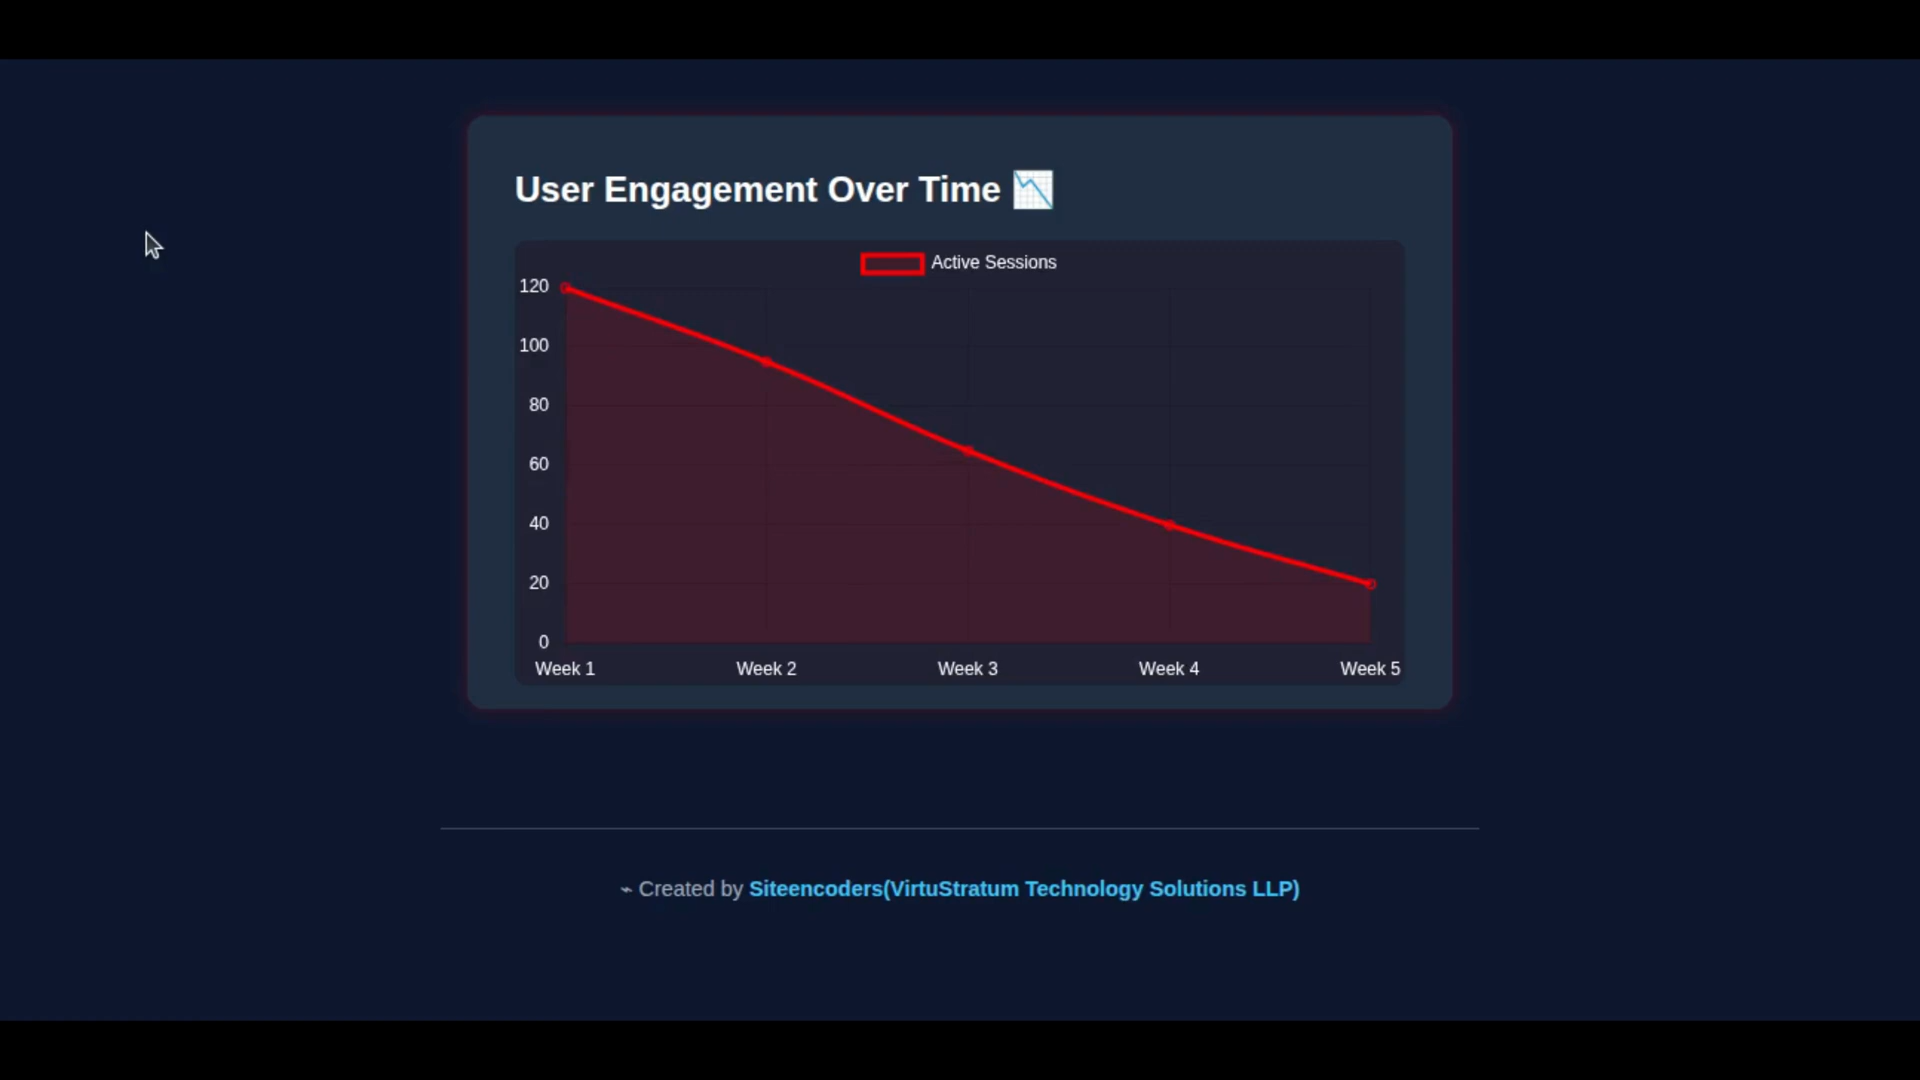 User Engagement Over Time
Active Sessions
120
100
80
60
40
20
0
Week 1 Week 2 Week 3 Week 4 Week 5
Created by Siteencoders(VirtuStratum Technology Solutions LLP)